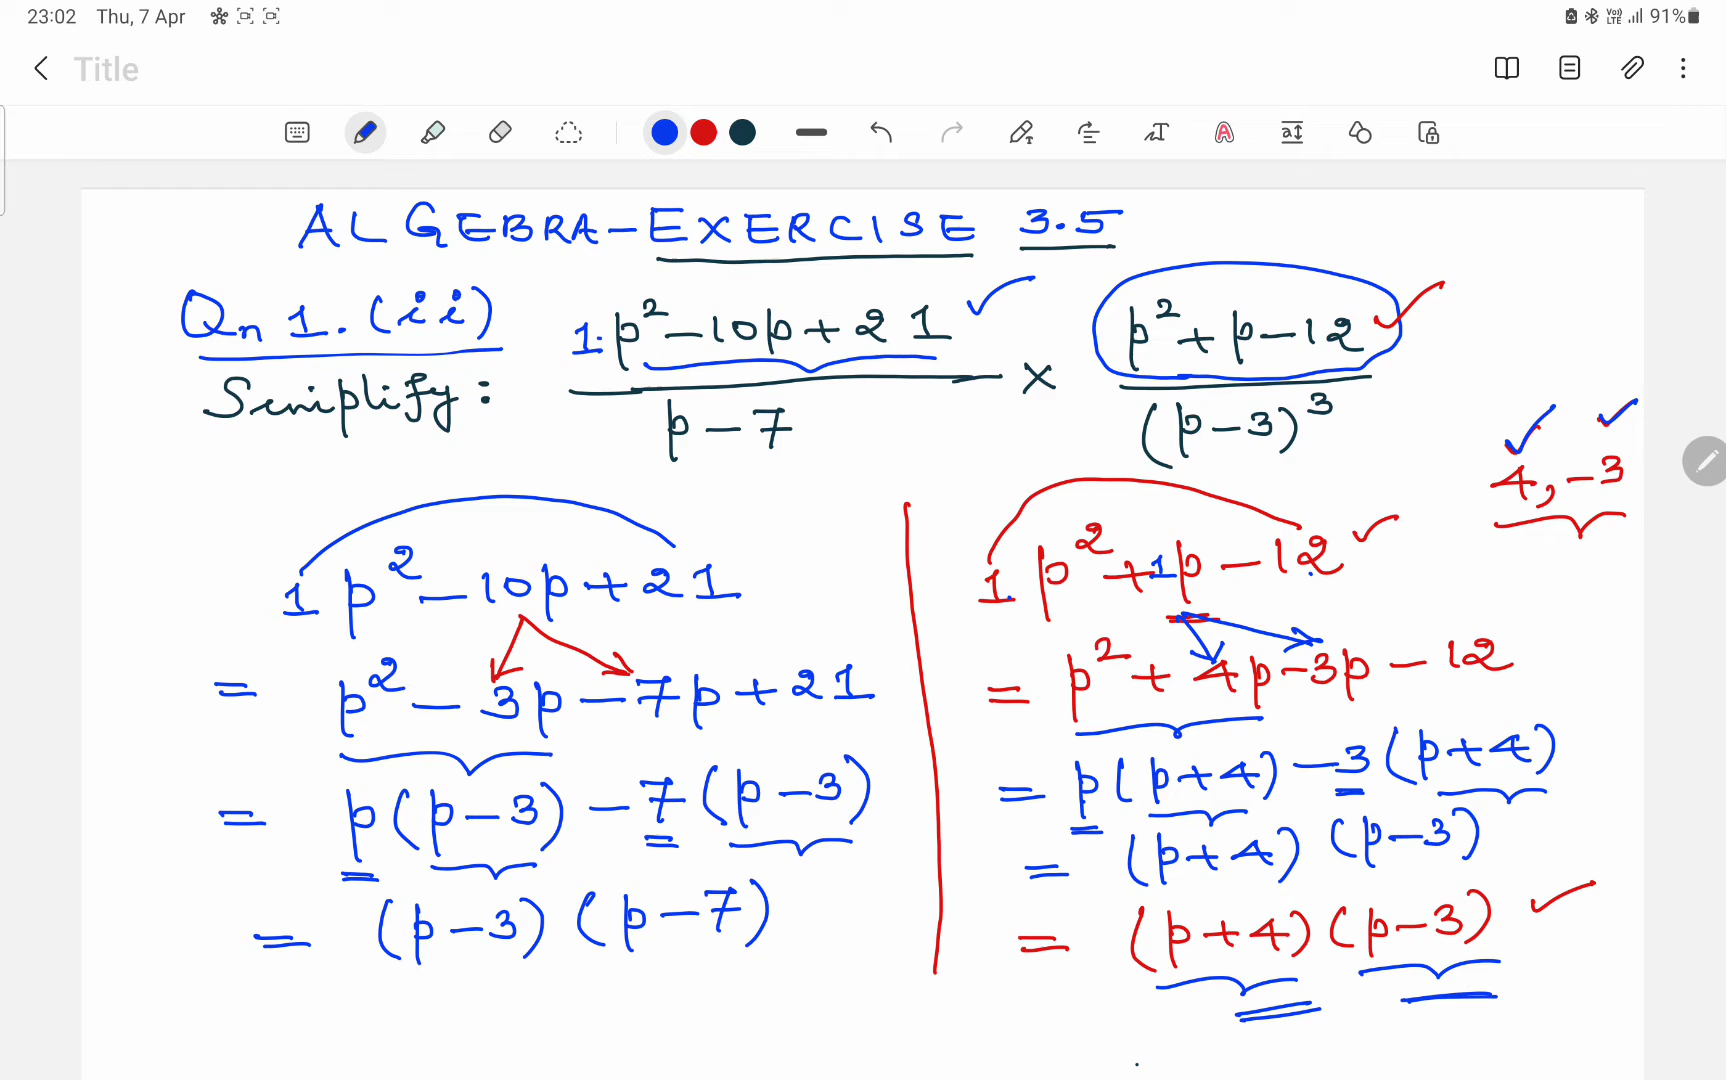 23:02 Thu, 7 Apr 91%
Title
ALGEBRA-EXERCISE 3.5
Qn 1. (ii) 1. p² - 10p + 21 p² + p - 12
Simplify: ×
p - 7 (p - 3)³
4, -3
1 p² - 10p + 21
= p² - 3p - 7p + 21
= p (p - 3) - 7 (p - 3)
= (p - 3) (p - 7)
1. p² + 1p - 12
= p² + 4p - 3p - 12
= p (p + 4) - 3 (p + 4)
= (p + 4) (p - 3)
= (p + 4) (p - 3)